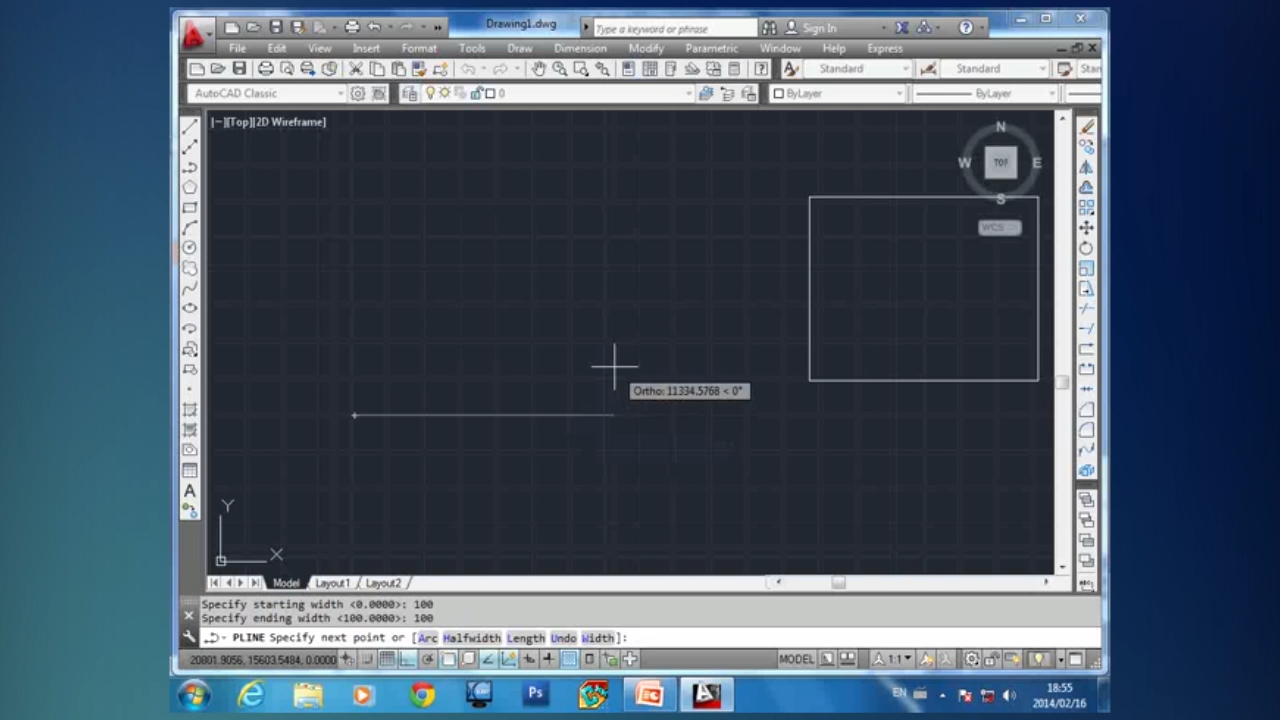 Drawing1.dwg
Type a keyword or phrase
Sign In
File Edit View Insert Format Tools Draw Dimension Modify Parametric Window Help Express
Standard Standard Stan
AutoCAD Classic 0 ByLayer ByLayer
[−][Top][2D Wireframe]
N
W TOP E
S
WCS
Ortho: 11334.5768 < 0°
Y
X
Model Layout1 Layout2
Specify starting width <0.0000>: 100
Specify ending width <100.0000>: 100
PLINE Specify next point or [Arc Halfwidth Length Undo Width]:
20801.9056, 15603.5484, 0.0000 MODEL 1:1
Ps
EN
18:55
2014/02/16